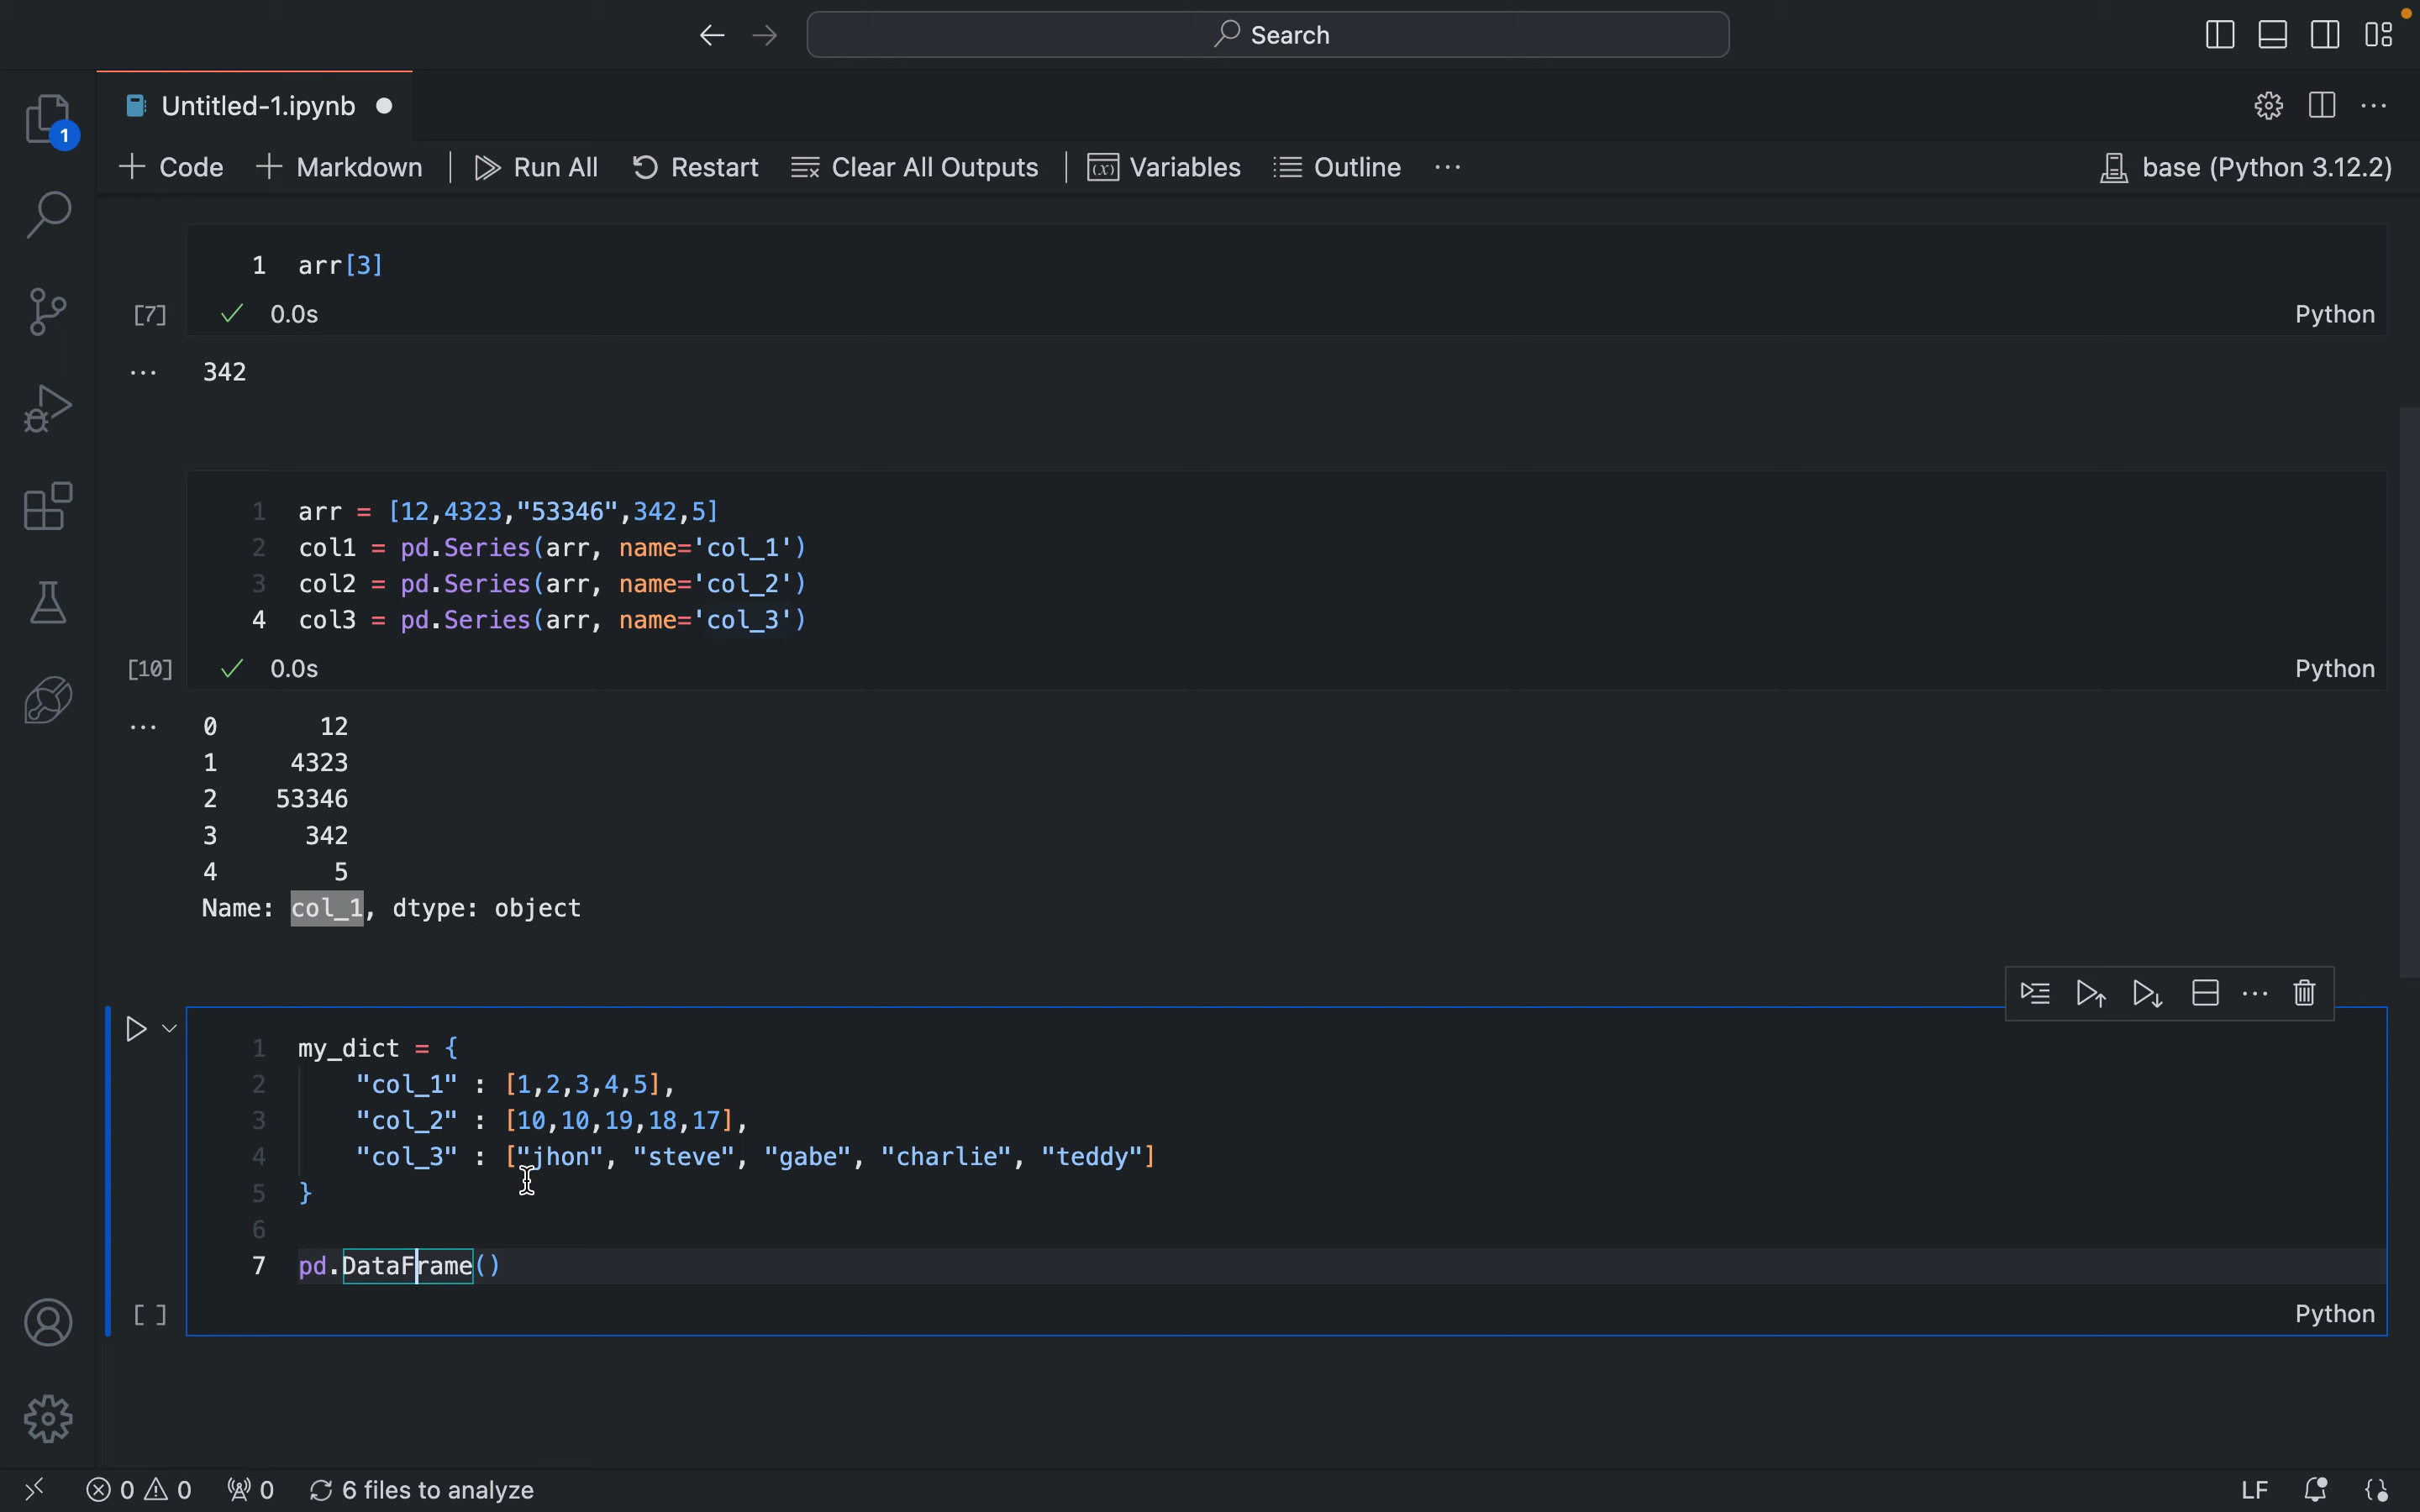 Search
Untitled-1.ipynb
1
Code Markdown Run All Restart Clear All Outputs Variables Outline ... base (Python 3.12.2)
1 arr[3]
[7] 0.0s Python
... 342
1 arr = [12,4323,"53346",342,5]
2 col1 = pd.Series(arr, name='col_1')
3 col2 = pd.Series(arr, name='col_2')
4 col3 = pd.Series(arr, name='col_3')
[10] 0.0s Python
... 0 12
1 4323
2 53346
3 342
4 5
Name: col_1, dtype: object
1 my_dict = {
2 "col_1" : [1,2,3,4,5],
3 "col_2" : [10,10,19,18,17],
4 "col_3" : ["jhon", "steve", "gabe", "charlie", "teddy"]
5 }
6
7 pd.DataFrame()
[ ] Python
0 0 0 6 files to analyze LF